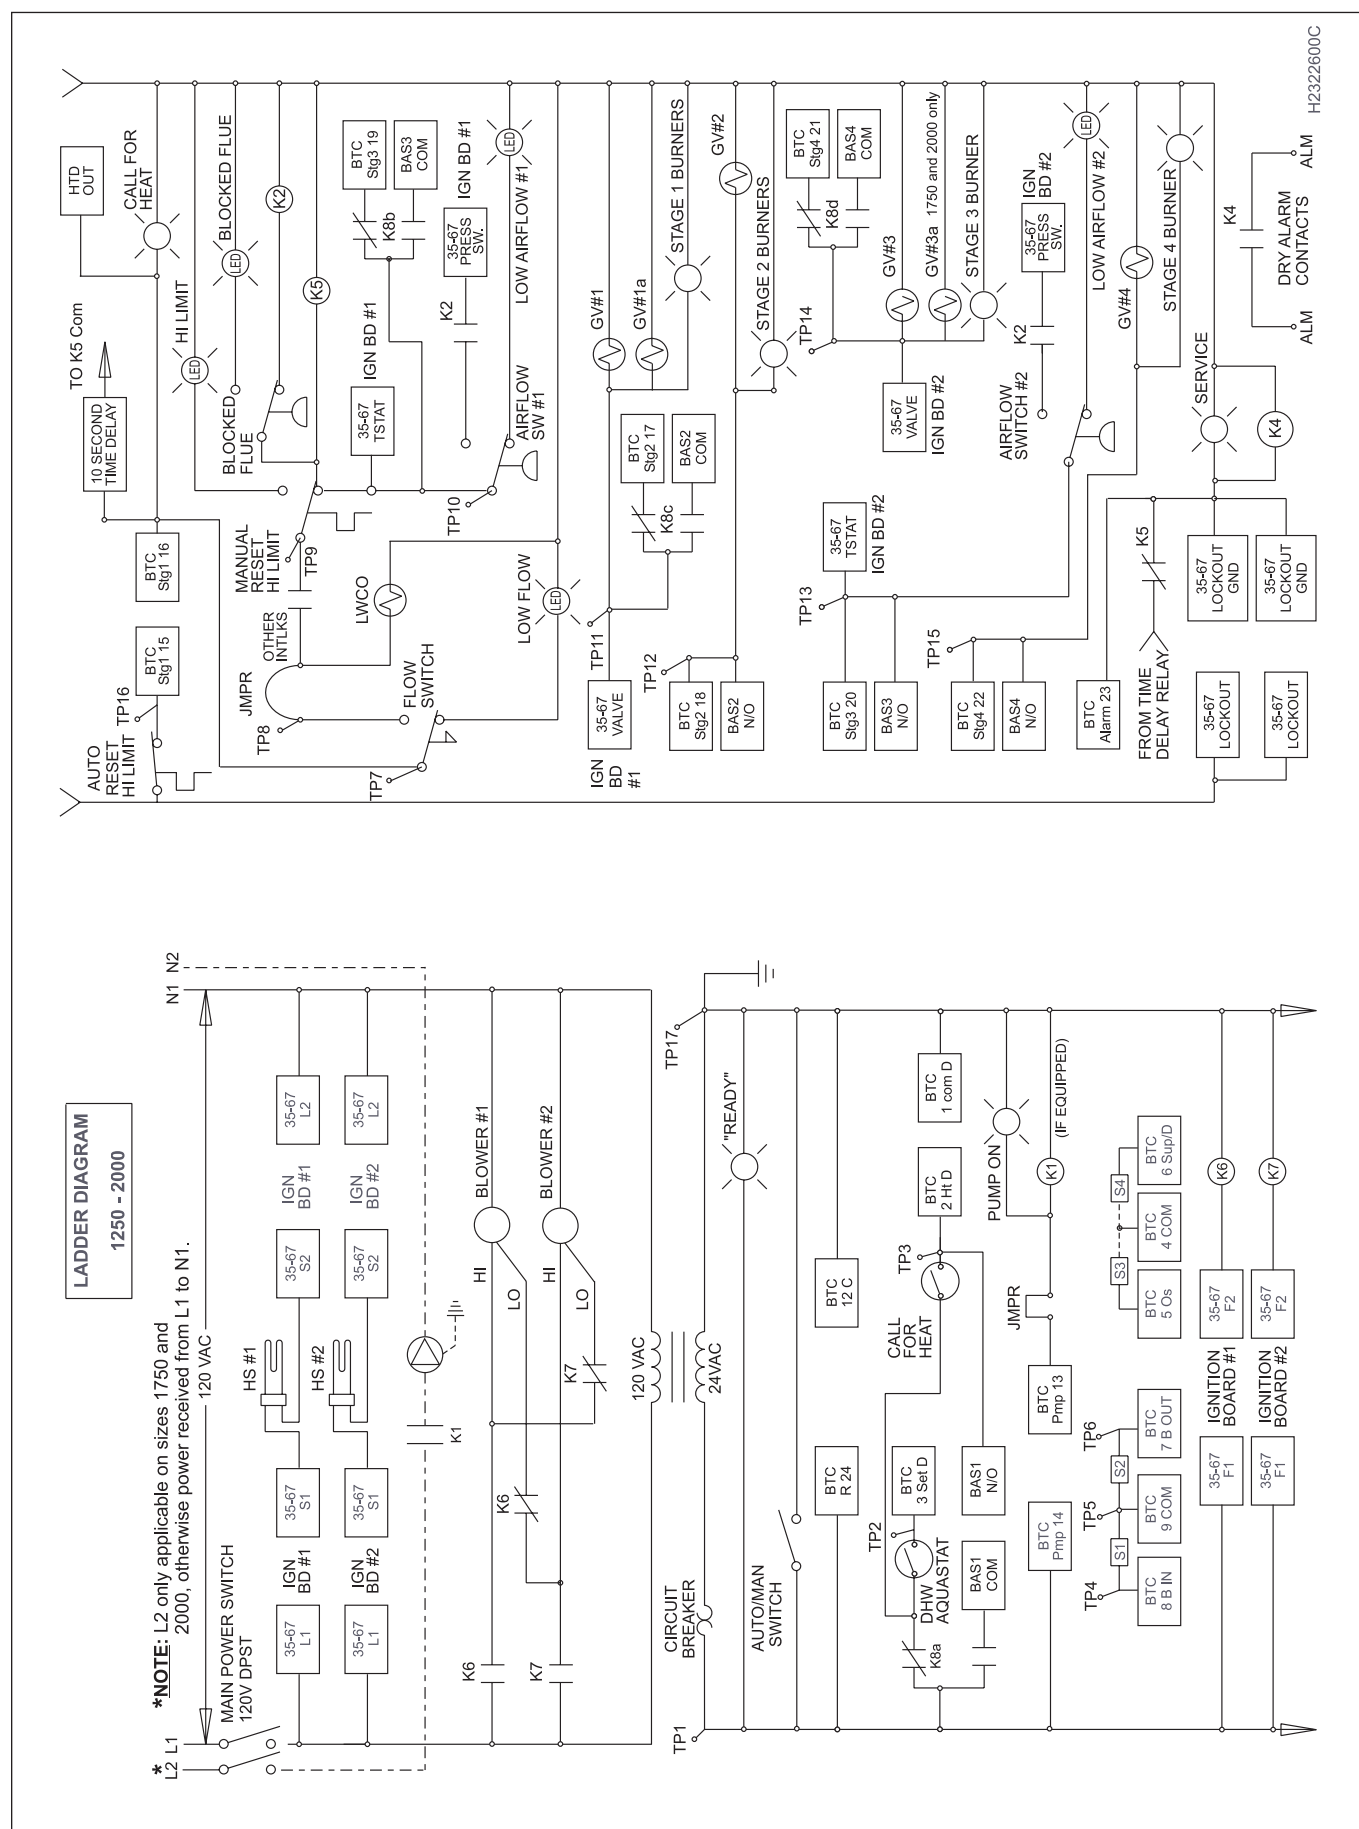 LADDER DIAGRAM
1250 - 2000
*NOTE: L2 only applicable on sizes 1750 and
2000, otherwise power received from L1 to N1.
* L2 L1
120 VAC
N1 N2
MAIN POWER SWITCH
120V DPST
35-67
L1
IGN
BD #1
35-67
S1
HS #1
35-67
S2
IGN
BD #1
35-67
L2
35-67
L1
IGN
BD #2
35-67
S1
HS #2
35-67
S2
IGN
BD #2
35-67
L2
K1
K6
HI
BLOWER #1
K6
LO
K7
HI
BLOWER #2
K7
LO
120 VAC
24VAC
CIRCUIT
BREAKER
TP1
TP17
"READY"
AUTO/MAN
SWITCH
BTC
R 24
BTC
12 C
K8a
DHW
AQUASTAT
TP2
BTC
3 Set D
CALL
FOR
HEAT
TP3
BTC
2 Ht D
BTC
1 com D
BAS1
COM
BAS1
N/O
PUMP ON
BTC
Pmp 14
BTC
Pmp 13
JMPR
K1
(IF EQUIPPED)
TP4
S1
TP5
S2
TP6
S3
S4
BTC
8 B IN
BTC
9 COM
BTC
7 B OUT
BTC
5 Os
BTC
4 COM
BTC
6 Sup/D
35-67
F1
IGNITION
BOARD #1
35-67
F2
K6
35-67
F1
IGNITION
BOARD #2
35-67
F2
K7
HTD
OUT
TO K5 Com
10 SECOND
TIME DELAY
CALL FOR
HEAT
AUTO
RESET
HI LIMIT
TP16
BTC
Stg1 15
BTC
Stg1 16
HI LIMIT
LED
BLOCKED FLUE
LED
BLOCKED
FLUE
K2
K5
JMPR
TP8
OTHER
INTLKS
MANUAL
RESET
HI LIMIT
TP9
LWCO
TP7
FLOW
SWITCH
35-67
TSTAT
IGN BD #1
K8b
BTC
Stg3 19
BAS3
COM
K2
35-67
PRESS
SW.
IGN BD #1
TP10
AIRFLOW
SW #1
LOW AIRFLOW #1
LED
LOW FLOW
LED
IGN
BD
#1
35-67
VALVE
TP11
GV#1
GV#1a
STAGE 1 BURNERS
K8c
BTC
Stg2 17
BAS2
COM
TP12
BTC
Stg2 18
BAS2
N/O
GV#2
STAGE 2 BURNERS
K8d
BTC
Stg4 21
BAS4
COM
TP14
35-67
VALVE
IGN BD #2
GV#3
GV#3a 1750 and 2000 only
STAGE 3 BURNER
TP13
35-67
TSTAT
IGN BD #2
BTC
Stg3 20
BAS3
N/O
AIRFLOW
SWITCH #2
K2
35-67
PRESS
SW.
IGN
BD #2
LOW AIRFLOW #2
LED
TP15
BTC
Stg4 22
BAS4
N/O
GV#4
STAGE 4 BURNER
BTC
Alarm 23
FROM TIME
DELAY RELAY
K5
SERVICE
K4
35-67
LOCKOUT
35-67
LOCKOUT
GND
35-67
LOCKOUT
35-67
LOCKOUT
GND
ALM
K4
ALM
DRY ALARM
CONTACTS
H2322600C